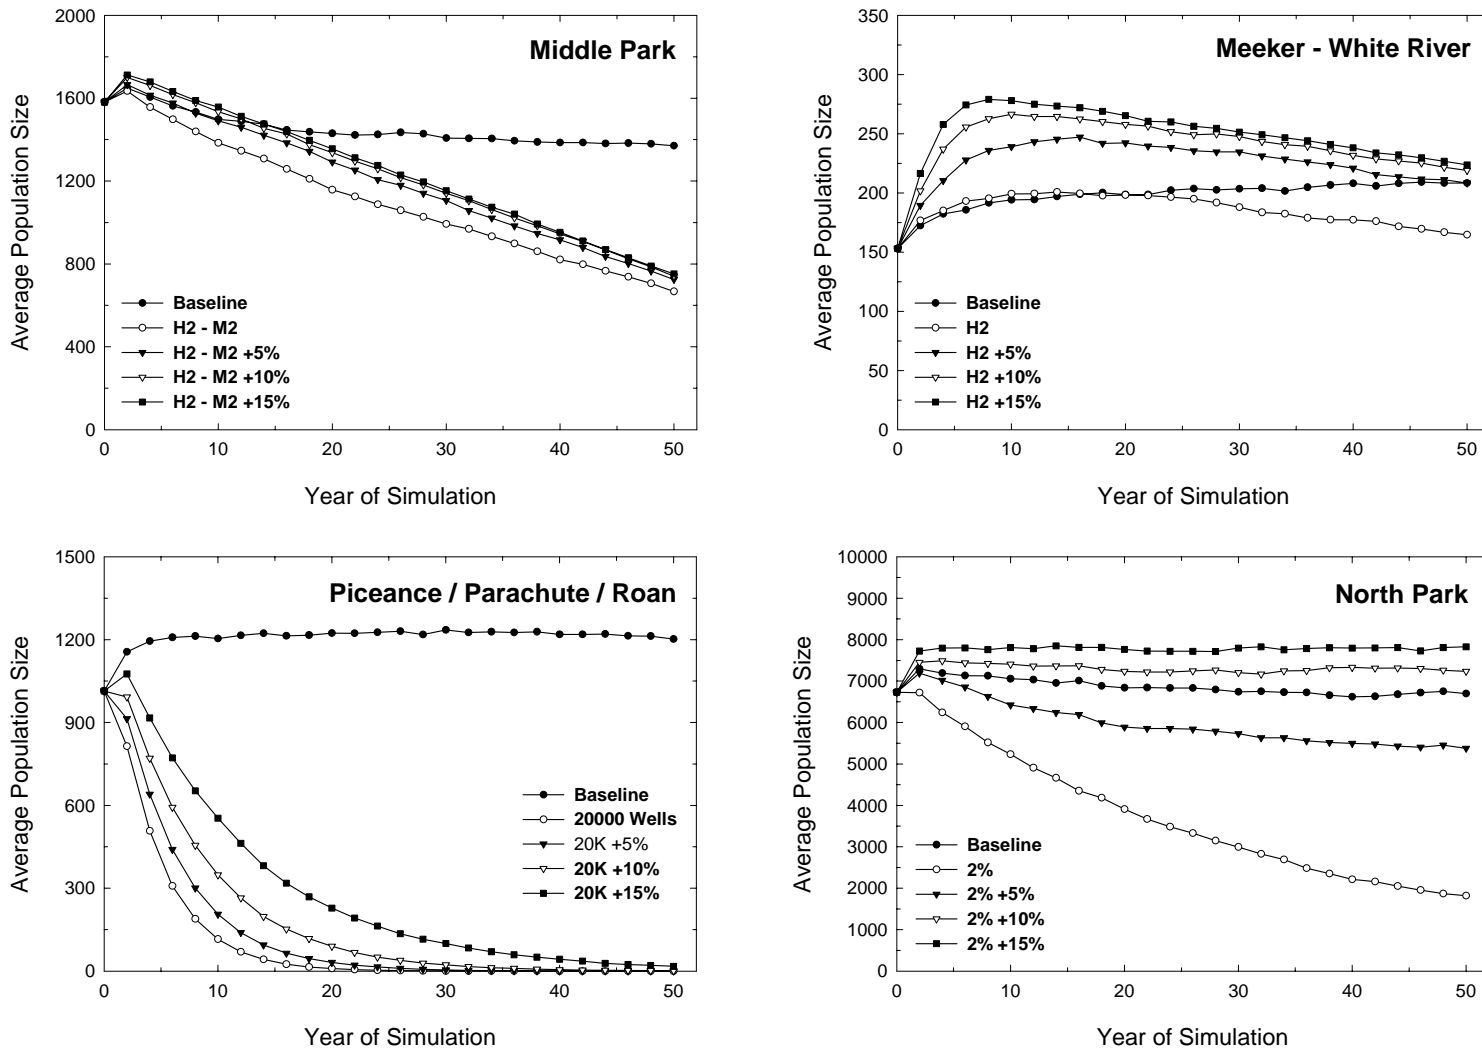 Middle Park
Average Population Size
2000
1600
1200
800
400
0
Baseline
H2 - M2
H2 - M2 +5%
H2 - M2 +10%
H2 - M2 +15%
0 10 20 30 40 50
Year of Simulation
Meeker - White River
Average Population Size
350
300
250
200
150
100
50
0
Baseline
H2
H2 +5%
H2 +10%
H2 +15%
0 10 20 30 40 50
Year of Simulation
Piceance / Parachute / Roan
Average Population Size
1500
1200
900
600
300
0
Baseline
20000 Wells
20K +5%
20K +10%
20K +15%
0 10 20 30 40 50
Year of Simulation
North Park
Average Population Size
10000
9000
8000
7000
6000
5000
4000
3000
2000
1000
0
Baseline
2%
2% +5%
2% +10%
2% +15%
0 10 20 30 40 50
Year of Simulation